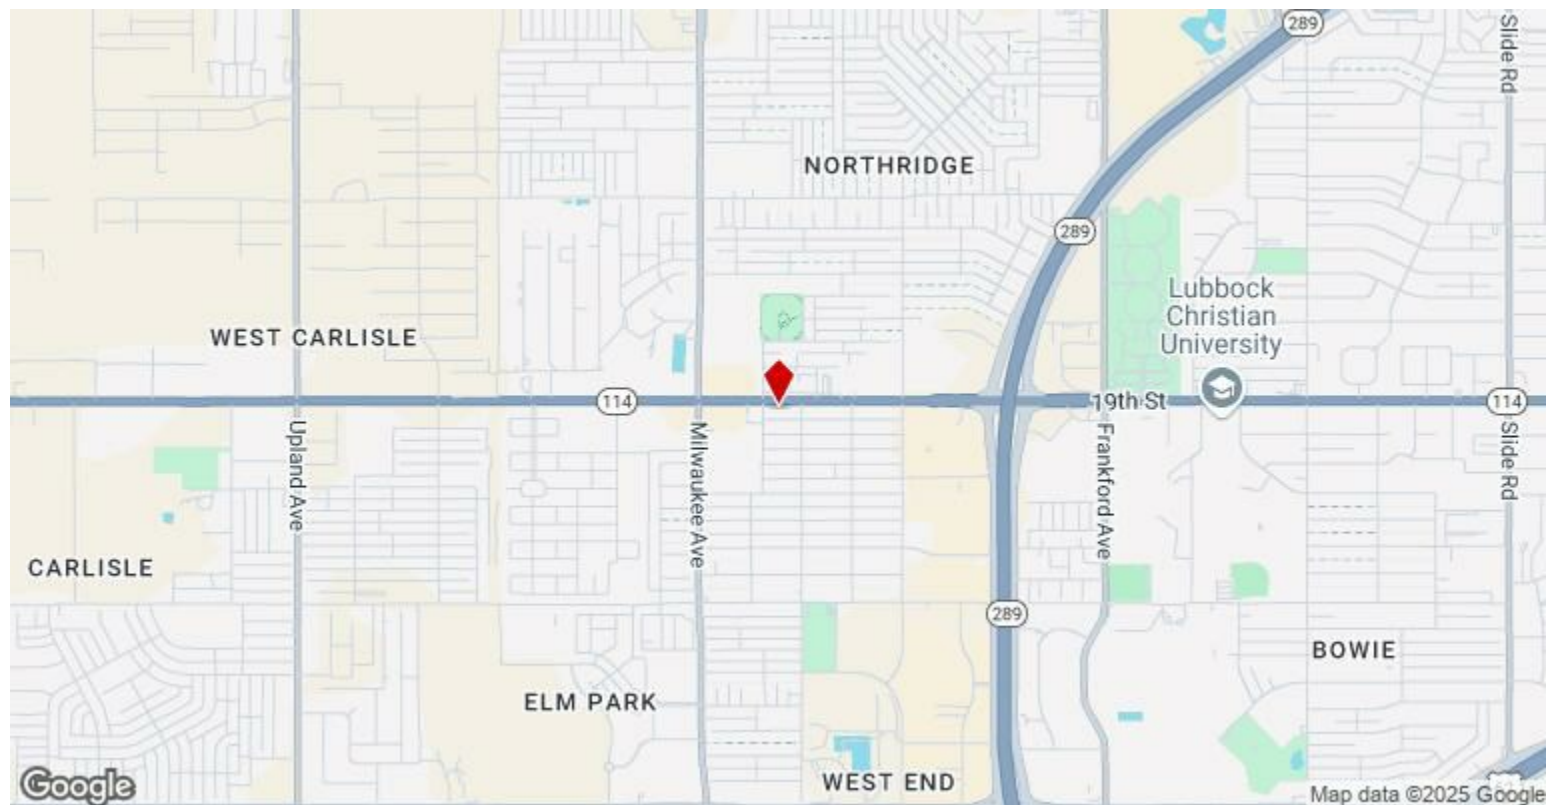 289
Slide Rd
NORTHRIDGE
289
Lubbock
Christian
University
WEST CARLISLE
114
19th St
114
Upland Ave
Milwaukee Ave
Frankford Ave
Slide Rd
CARLISLE
289
BOWIE
ELM PARK
WEST END
Google
Map data ©2025 Google